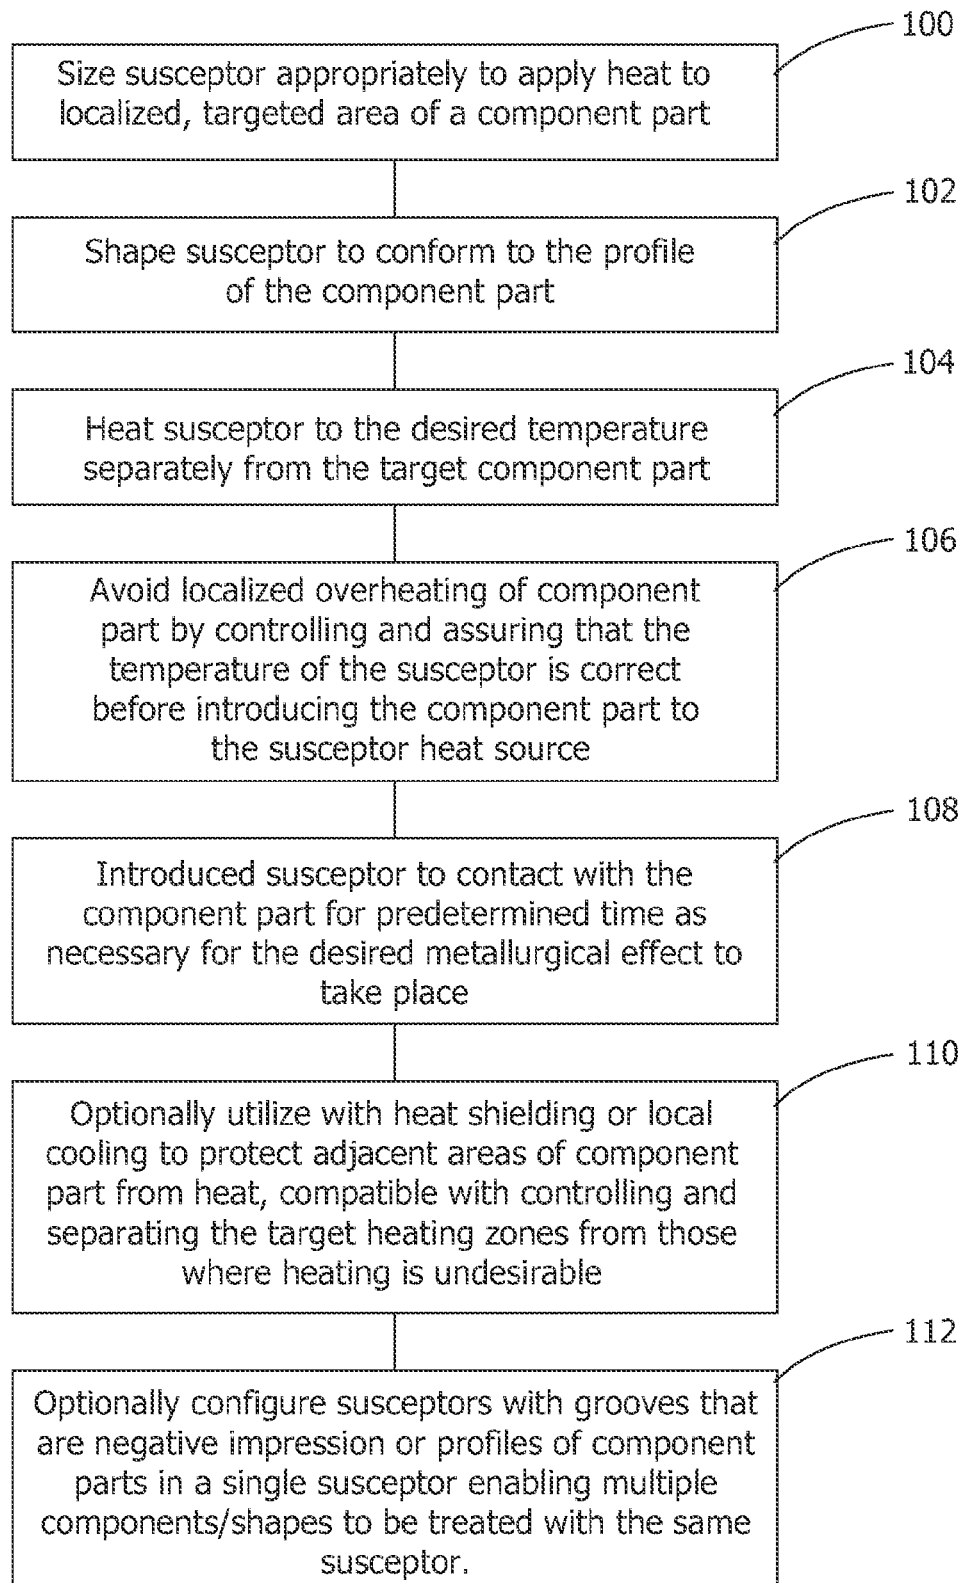 100
Size susceptor appropriately to apply heat to
localized, targeted area of a component part
102
Shape susceptor to conform to the profile
of the component part
104
Heat susceptor to the desired temperature
separately from the target component part
106
Avoid localized overheating of component
part by controlling and assuring that the
temperature of the susceptor is correct
before introducing the component part to
the susceptor heat source
108
Introduced susceptor to contact with the
component part for predetermined time as
necessary for the desired metallurgical effect to
take place
110
Optionally utilize with heat shielding or local
cooling to protect adjacent areas of component
part from heat, compatible with controlling and
separating the target heating zones from those
where heating is undesirable
112
Optionally configure susceptors with grooves that
are negative impression or profiles of component
parts in a single susceptor enabling multiple
components/shapes to be treated with the same
susceptor.